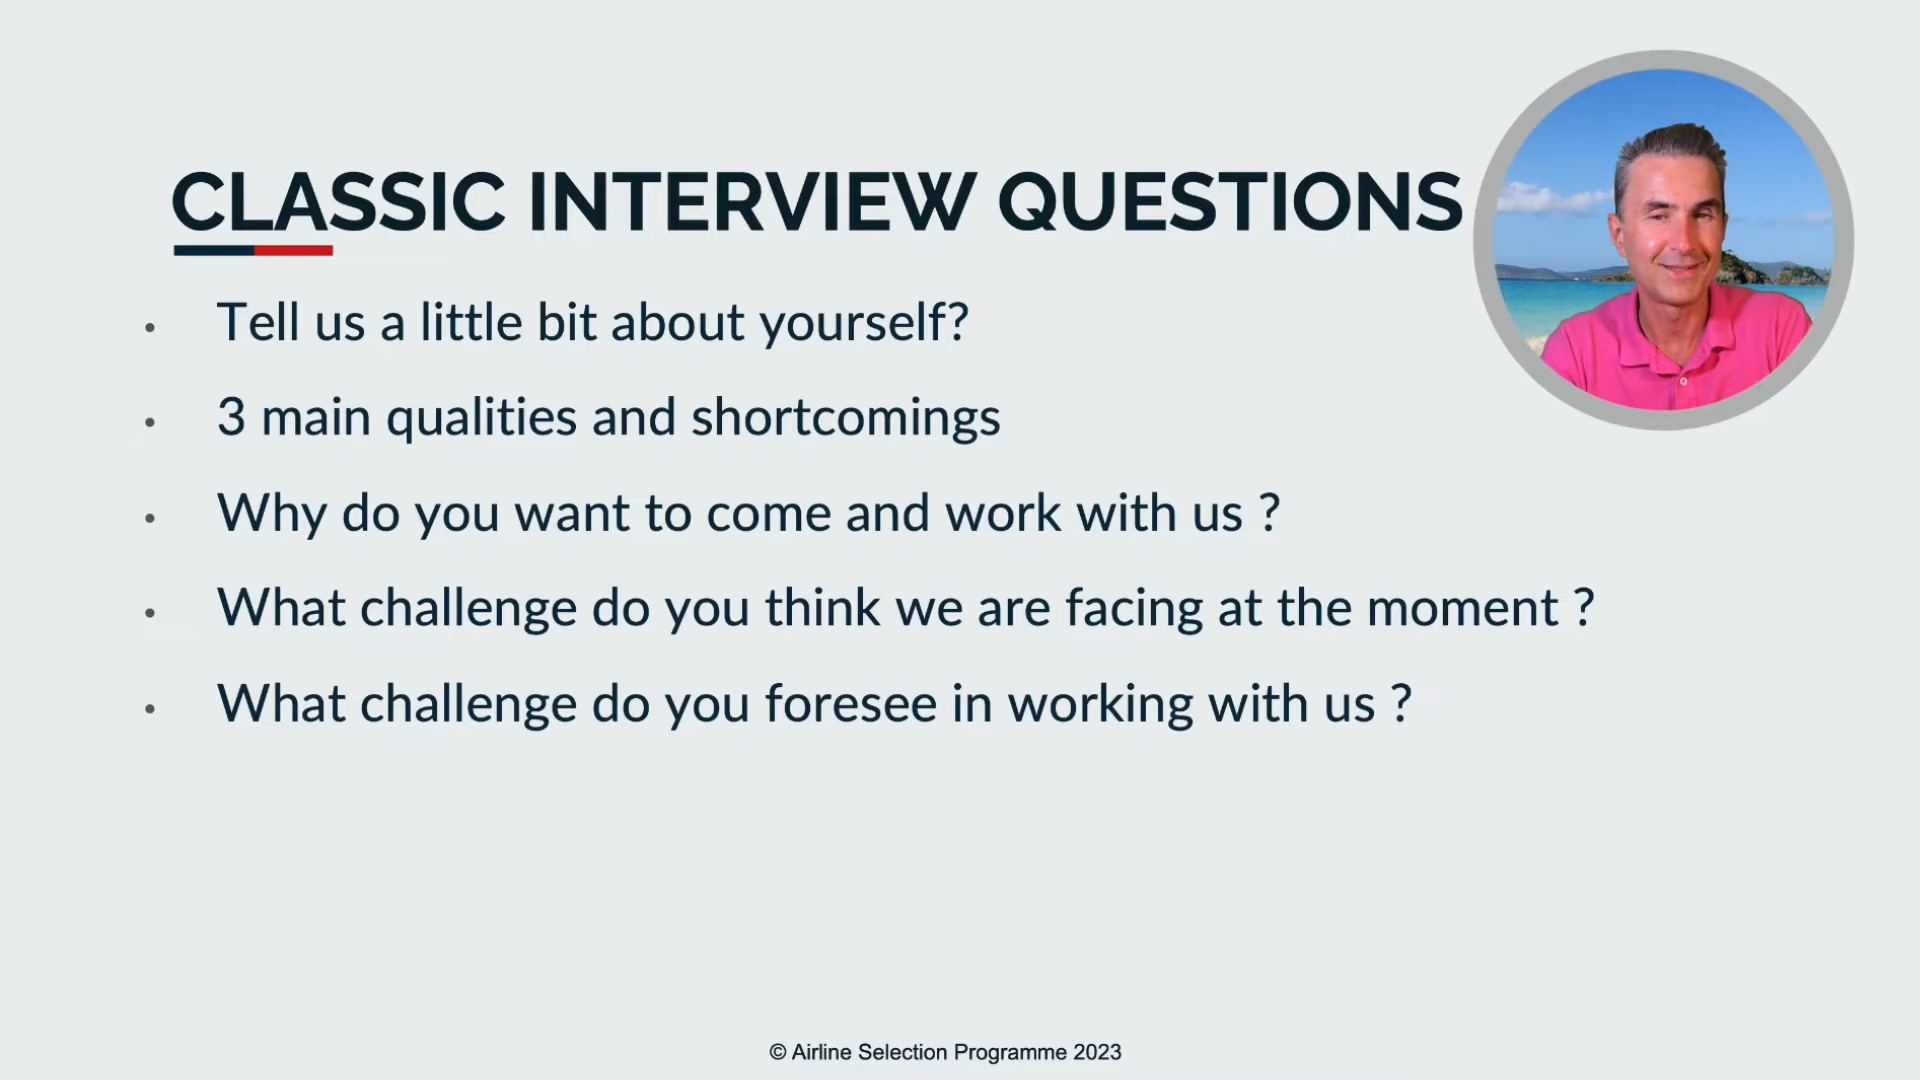 CLASSIC INTERVIEW QUESTIONS
• Tell us a little bit about yourself?
• 3 main qualities and shortcomings
• Why do you want to come and work with us ?
• What challenge do you think we are facing at the moment ?
• What challenge do you foresee in working with us ?
© Airline Selection Programme 2023